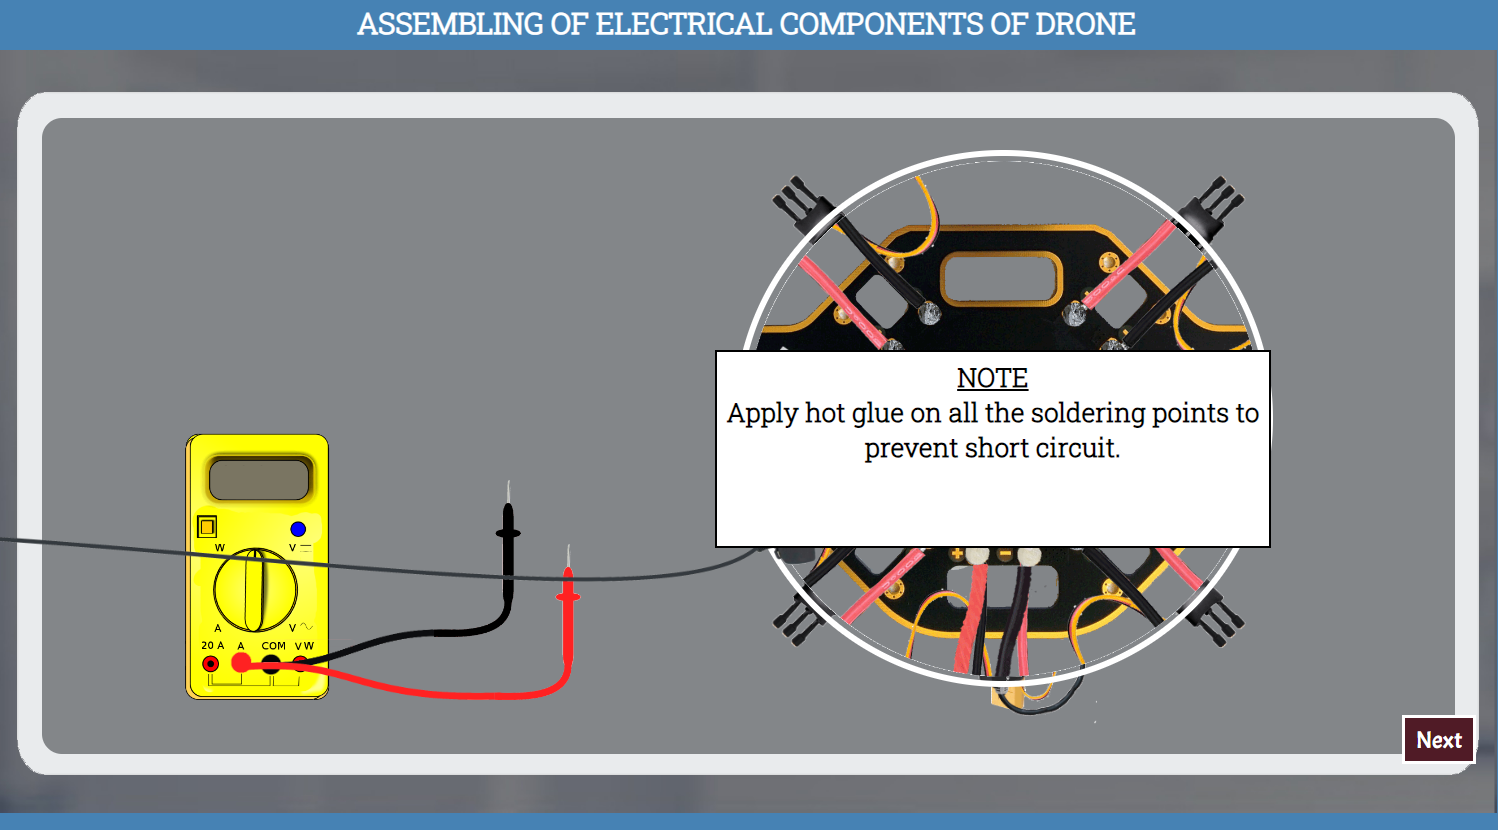 ASSEMBLING OF ELECTRICAL COMPONENTS OF DRONE
NOTE
Apply hot glue on all the soldering points to
prevent short circuit.
W V
A V
20 A A COM V W
+ −
Next